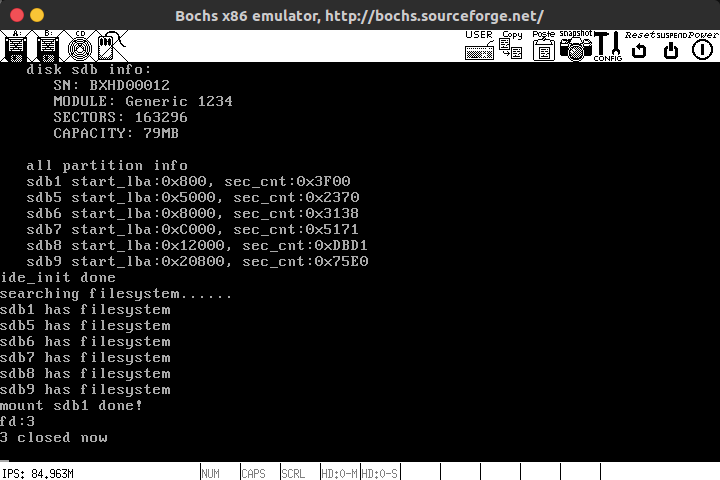 Bochs x86 emulator, http://bochs.sourceforge.net/
A: B: CD USER Copy Paste Snapshot CONFIG Reset SUSPEND Power
disk sdb info:
SN: BXHD00012
MODULE: Generic 1234
SECTORS: 163296
CAPACITY: 79MB
all partition info
sdb1 start_lba:0x800, sec_cnt:0x3F00
sdb5 start_lba:0x5000, sec_cnt:0x2370
sdb6 start_lba:0x8000, sec_cnt:0x3138
sdb7 start_lba:0xC000, sec_cnt:0x5171
sdb8 start_lba:0x12000, sec_cnt:0xDBD1
sdb9 start_lba:0x20800, sec_cnt:0x75E0
ide_init done
searching filesystem......
sdb1 has filesystem
sdb5 has filesystem
sdb6 has filesystem
sdb7 has filesystem
sdb8 has filesystem
sdb9 has filesystem
mount sdb1 done!
fd:3
3 closed now
IPS: 84.963M NUM CAPS SCRL HD:0-M HD:0-S